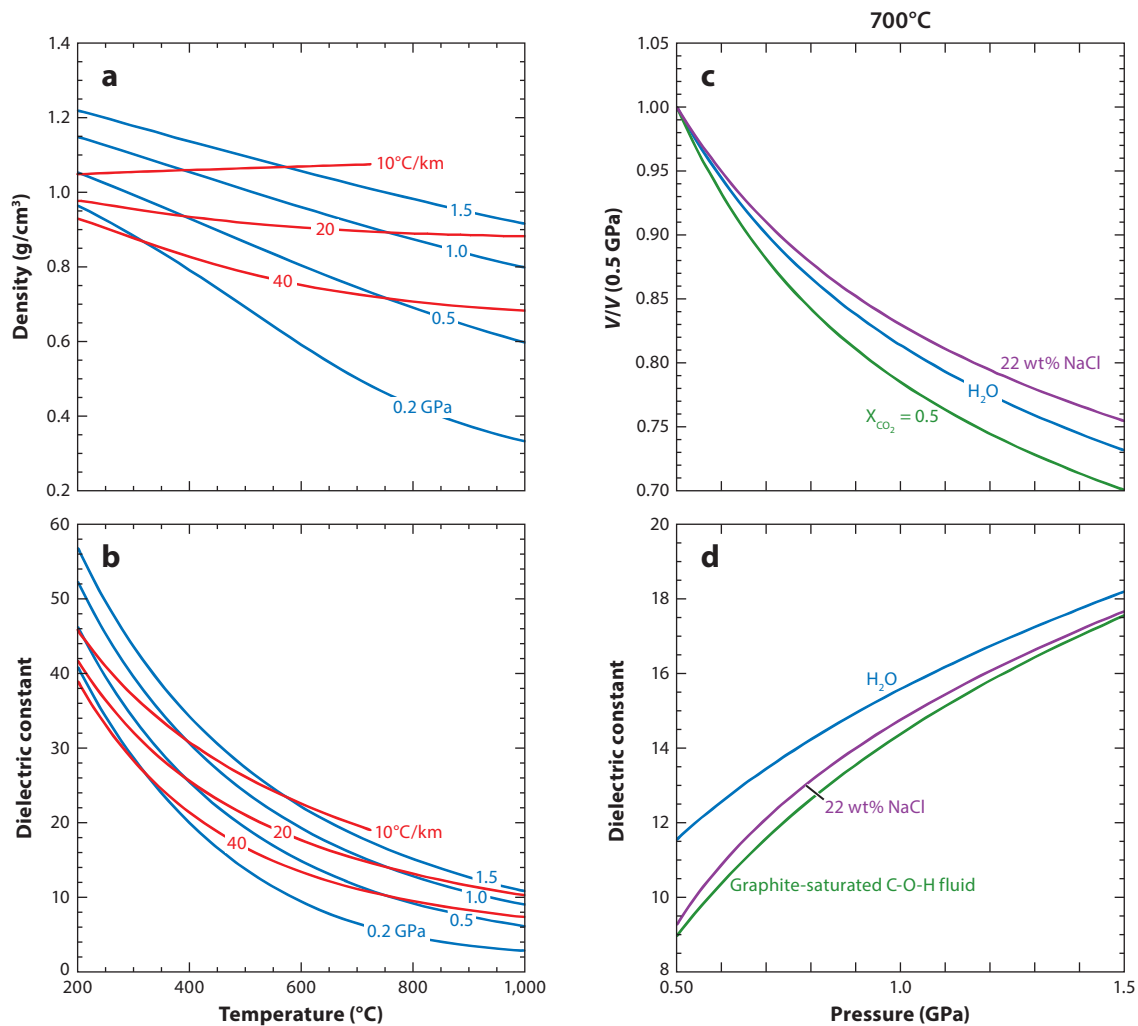 700°C
a
1.4
1.2
1.0
0.8
0.6
0.4
0.2
Density (g/cm³)
10°C/km
20
40
1.5
1.0
0.5
0.2 GPa
c
1.05
1.00
0.95
0.90
0.85
0.80
0.75
0.70
V/V (0.5 GPa)
22 wt% NaCl
H₂O
X_CO₂ = 0.5
b
60
50
40
30
20
10
0
Dielectric constant
10°C/km
20
40
1.5
1.0
0.5
0.2 GPa
200
400
600
800
1,000
Temperature (°C)
d
20
18
16
14
12
10
8
Dielectric constant
H₂O
22 wt% NaCl
Graphite-saturated C-O-H fluid
0.50
1.0
1.5
Pressure (GPa)